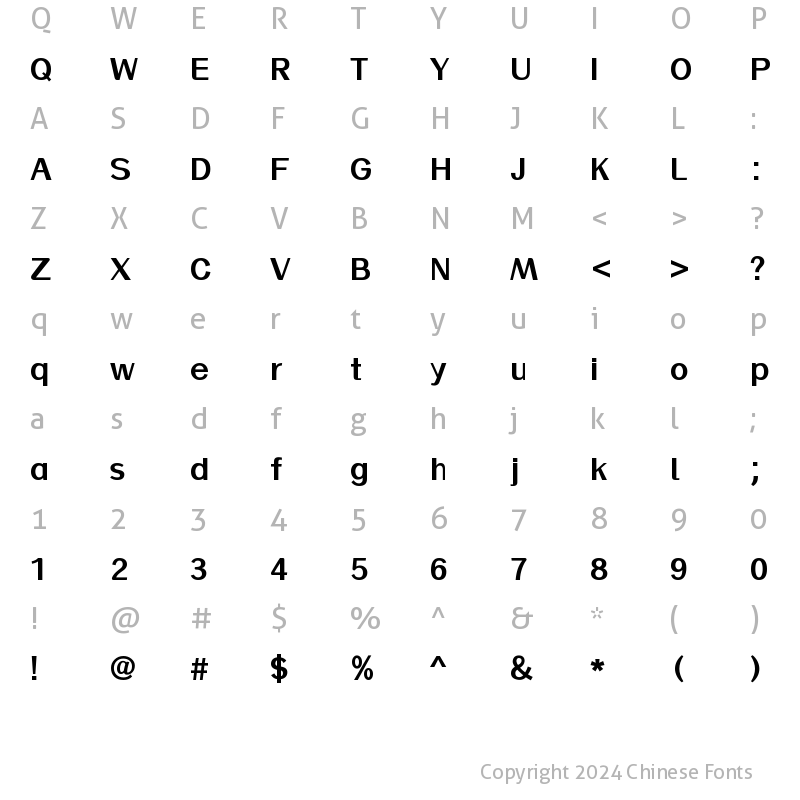 Q W E R T Y U I O P
Q W E R T Y U I O P
A S D F G H J K L :
A S D F G H J K L :
Z X C V B N M < > ?
Z X C V B N M < > ?
q w e r t y u i o p
q w e r t y u i o p
a s d f g h j k l ;
a s d f g h j k l ;
1 2 3 4 5 6 7 8 9 0
1 2 3 4 5 6 7 8 9 0
! @ # $ % ^ & * ( )
! @ # $ % ^ & * ( )
Copyright 2024 Chinese Fonts